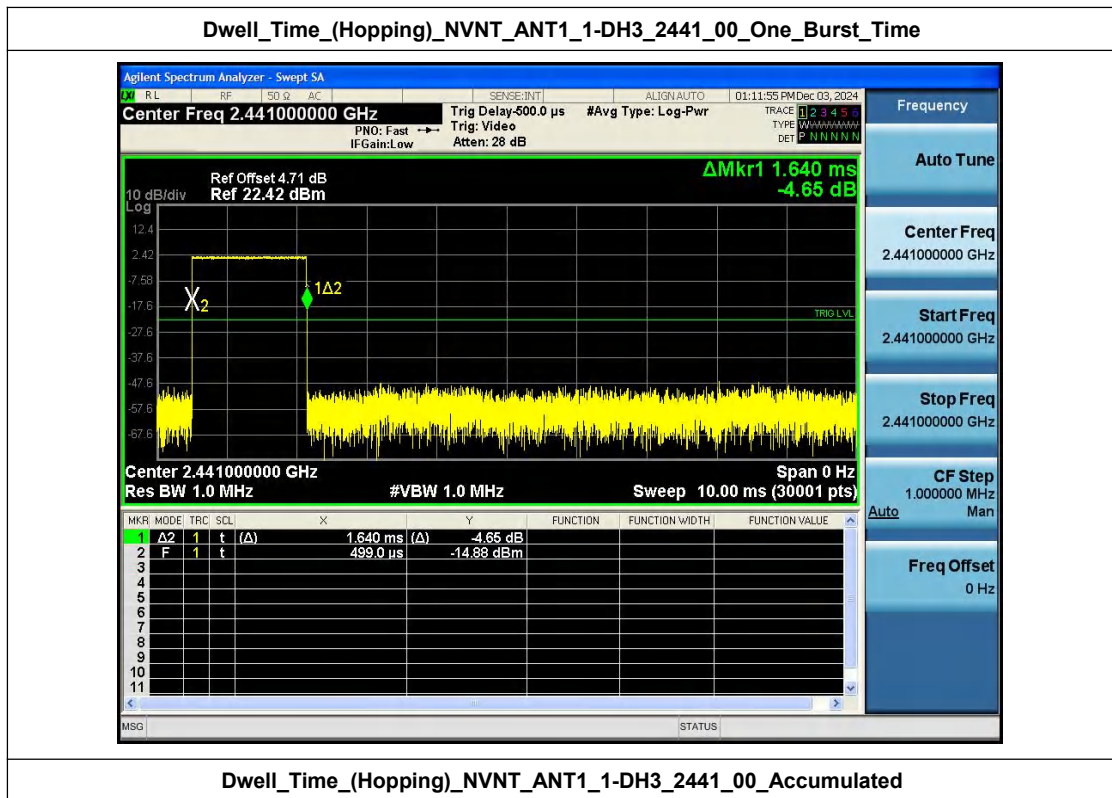 Dwell_Time_(Hopping)_NVNT_ANT1_1-DH3_2441_00_One_Burst_Time
Agilent Spectrum Analyzer - Swept SA
LXI RL RF 50 Ω AC SENSE:INT ALIGN AUTO 01:11:55 PM Dec 03, 2024
Center Freq 2.441000000 GHz
PNO: Fast
IFGain:Low
Trig Delay-500.0 µs
Trig: Video
Atten: 28 dB
#Avg Type: Log-Pwr
TRACE 1 2 3 4 5 6
TYPE WWWWWW
DET P N N N N N
ΔMkr1 1.640 ms
-4.65 dB
Ref Offset 4.71 dB
10 dB/div Ref 22.42 dBm
Log
12.4
2.42
-7.58
-17.6
-27.6
-37.6
-47.6
-57.6
-67.6
X2
1Δ2
TRIG LVL
Center 2.441000000 GHz Span 0 Hz
Res BW 1.0 MHz #VBW 1.0 MHz Sweep 10.00 ms (30001 pts)
MKR MODE TRC SCL X Y FUNCTION FUNCTION WIDTH FUNCTION VALUE
1 Δ2 1 t (Δ) 1.640 ms (Δ) -4.65 dB
2 F 1 t 499.0 µs -14.88 dBm
3
4
5
6
7
8
9
10
11
MSG STATUS
Frequency
Auto Tune
Center Freq
2.441000000 GHz
Start Freq
2.441000000 GHz
Stop Freq
2.441000000 GHz
CF Step
1.000000 MHz
Auto Man
Freq Offset
0 Hz
Dwell_Time_(Hopping)_NVNT_ANT1_1-DH3_2441_00_Accumulated